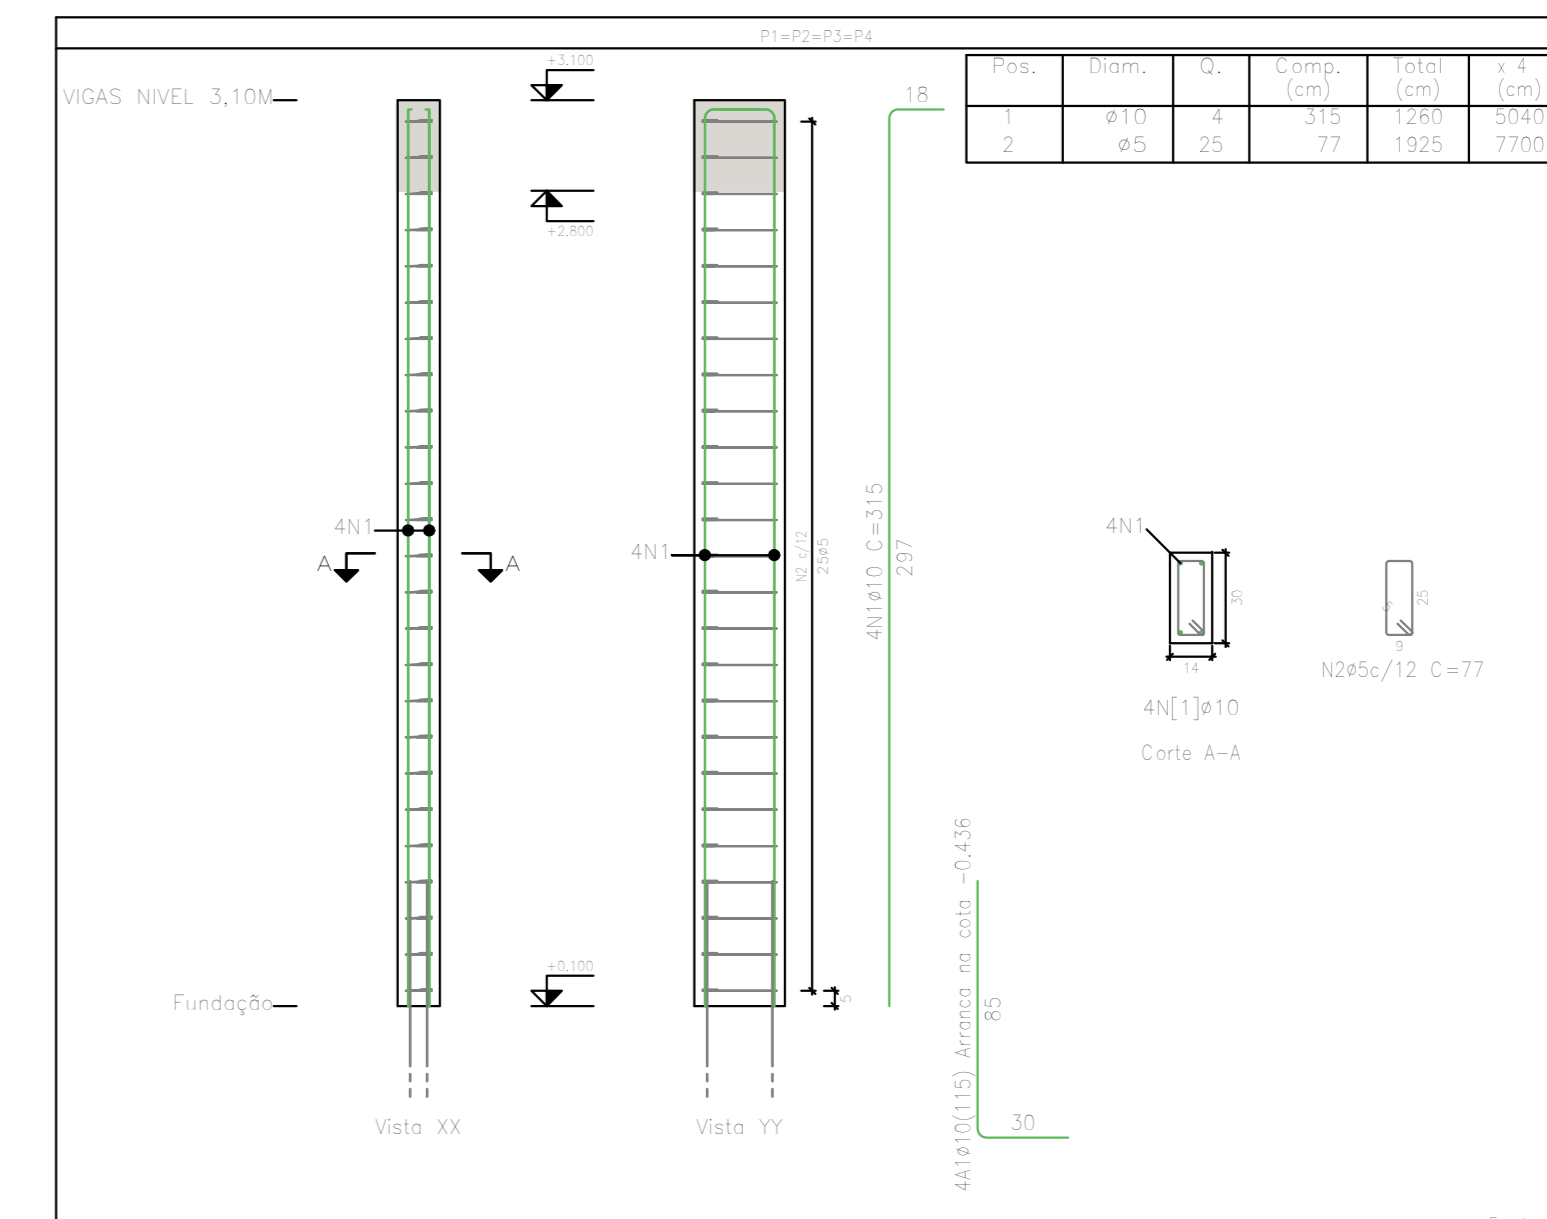 P1=P2=P3=P4
VIGAS NIVEL 3,10M
+3.100
+2.800
18
Pos. Diam. Q. Comp. (cm) Total (cm) x 4 (cm)
1 ø10 4 315 1260 5040
2 ø5 25 77 1925 7700
4N1
A A
4N1
N2 c/12
25ø5
4N1ø10 C=315
297
4N1
30
14
4N[1]ø10
Corte A-A
5
25
9
N2ø5c/12 C=77
Fundação
+0.100
5
4A1ø10(115) Arranca na cota -0.436
85
30
Vista XX
Vista YY